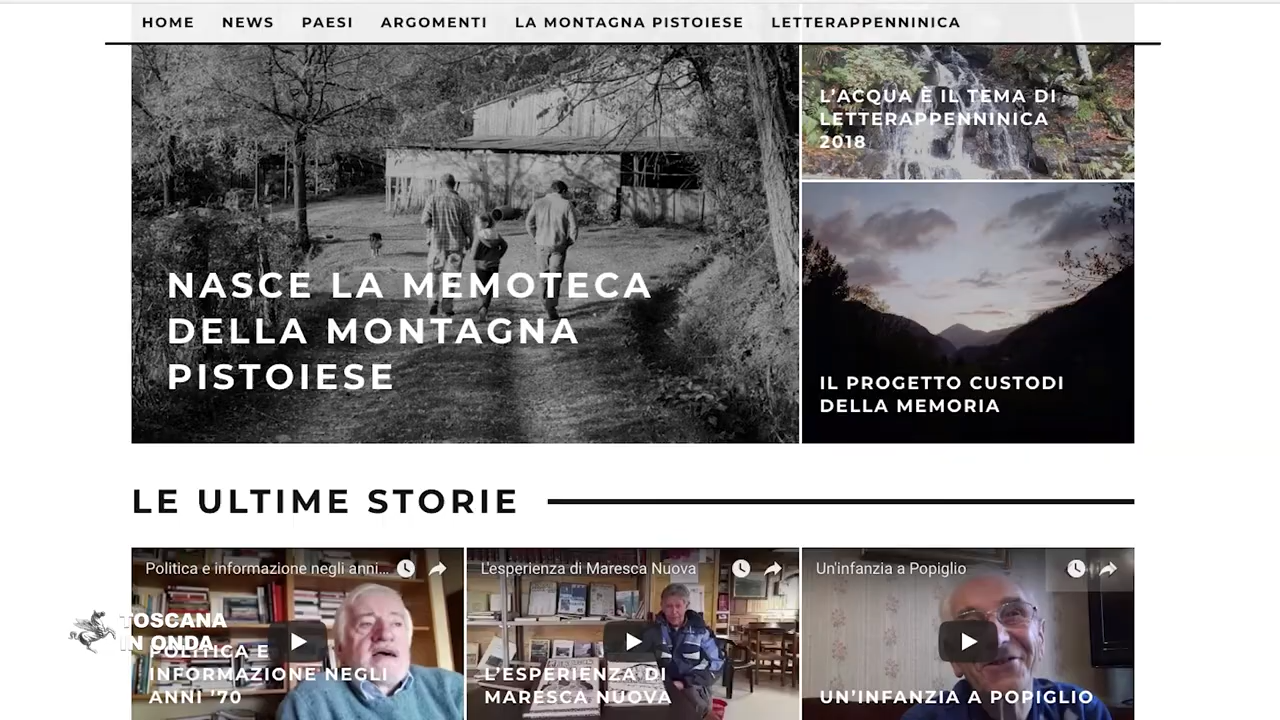 HOME NEWS PAESI ARGOMENTI LA MONTAGNA PISTOIESE LETTERAPPENNINICA
L'ACQUA È IL TEMA DI
LETTERAPPENNINICA
2018
NASCE LA MEMOTECA
DELLA MONTAGNA
PISTOIESE
IL PROGETTO CUSTODI
DELLA MEMORIA
LE ULTIME STORIE
Politica e informazione negli anni...
POLITICA E
INFORMAZIONE NEGLI
ANNI '70
L'esperienza di Maresca Nuova
L'ESPERIENZA DI
MARESCA NUOVA
Un'infanzia a Popiglio
UN'INFANZIA A POPIGLIO
TOSCANA
IN ONDA